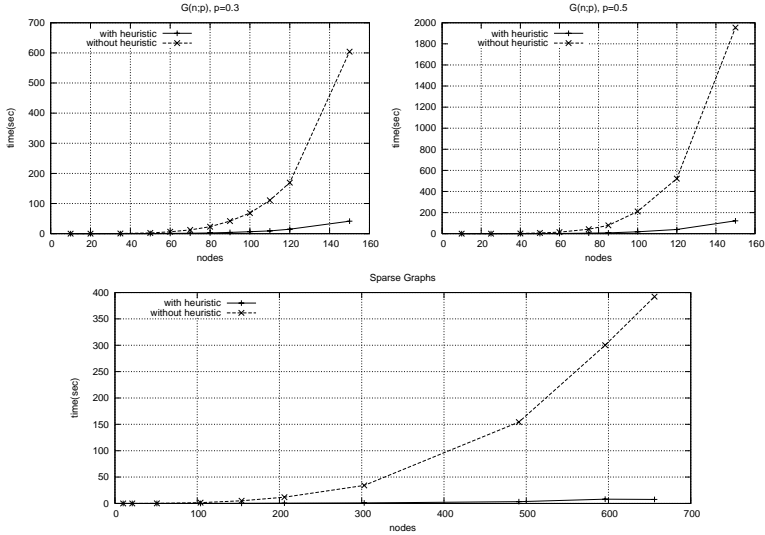 G(n;p), p=0.3
with heuristic
without heuristic
700
600
500
400
300
200
100
0
time(sec)
0 20 40 60 80 100 120 140 160
nodes
G(n;p), p=0.5
with heuristic
without heuristic
2000
1800
1600
1400
1200
1000
800
600
400
200
0
time(sec)
0 20 40 60 80 100 120 140 160
nodes
Sparse Graphs
with heuristic
without heuristic
400
350
300
250
200
150
100
50
0
time(sec)
0 100 200 300 400 500 600 700
nodes